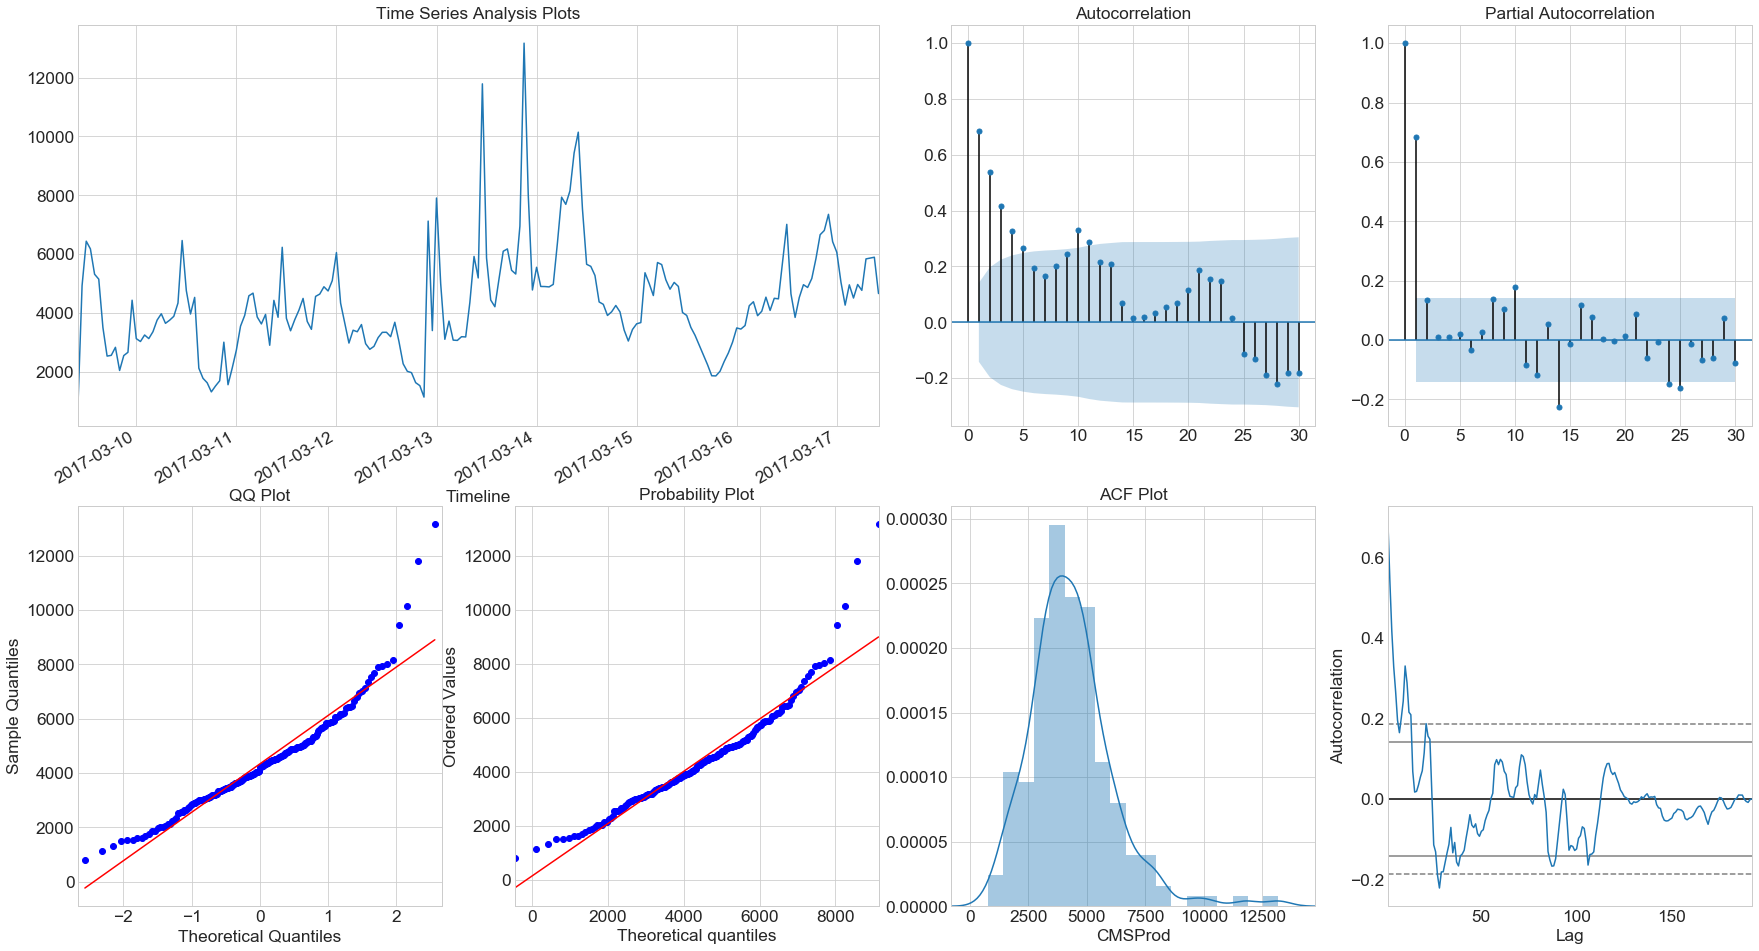 Time Series Analysis Plots
12000
10000
8000
6000
4000
2000
2017-03-10
2017-03-11
2017-03-12
2017-03-13
2017-03-14
2017-03-15
2017-03-16
2017-03-17
Timeline
Autocorrelation
1.0
0.8
0.6
0.4
0.2
0.0
−0.2
0 5 10 15 20 25 30
Partial Autocorrelation
1.0
0.8
0.6
0.4
0.2
0.0
−0.2
0 5 10 15 20 25 30
QQ Plot
Sample Quantiles
12000
10000
8000
6000
4000
2000
0
−2 −1 0 1 2
Theoretical Quantiles
Probability Plot
Ordered Values
12000
10000
8000
6000
4000
2000
0
0 2000 4000 6000 8000
Theoretical quantiles
ACF Plot
0.00030
0.00025
0.00020
0.00015
0.00010
0.00005
0.00000
0 2500 5000 7500 10000 12500
CMSProd
Autocorrelation
0.6
0.4
0.2
0.0
−0.2
50 100 150
Lag